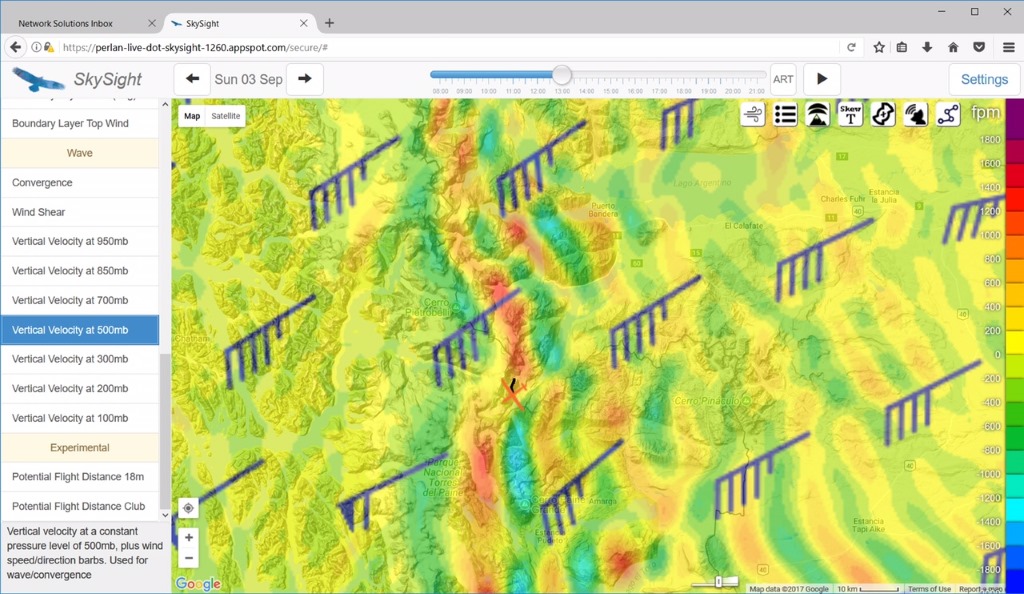 Network Solutions Inbox
SkySight
https://perlan-live-dot-skysight-1260.appspot.com/secure/#
SkySight
Sun 03 Sep
08:00 09:00 10:00 11:00 12:00 13:00 14:00 15:00 16:00 17:00 18:00 19:00 20:00 21:00
ART
Settings
Boundary Layer Top Wind
Wave
Convergence
Wind Shear
Vertical Velocity at 950mb
Vertical Velocity at 850mb
Vertical Velocity at 700mb
Vertical Velocity at 500mb
Vertical Velocity at 300mb
Vertical Velocity at 200mb
Vertical Velocity at 100mb
Experimental
Potential Flight Distance 18m
Potential Flight Distance Club
Vertical velocity at a constant
pressure level of 500mb, plus wind
speed/direction barbs. Used for
wave/convergence
Map
Satellite
Skew
T
fpm
1800
1600
1400
1200
1000
800
600
400
200
0
-200
-400
-600
-800
-1000
-1200
-1400
-1600
-1800
Lago Argentino
Puerto
Bandera
El Calafate
Charles Fuhr
Estancia
la Julia
40
Cerro
Pietrobelli
Chatham
Cerro Pináculo
Parque
Nacional
Torres
del Paine
Amarga
Estancia
Tapi Aike
40
40
40
Google
Map data ©2017 Google
10 km
Terms of Use